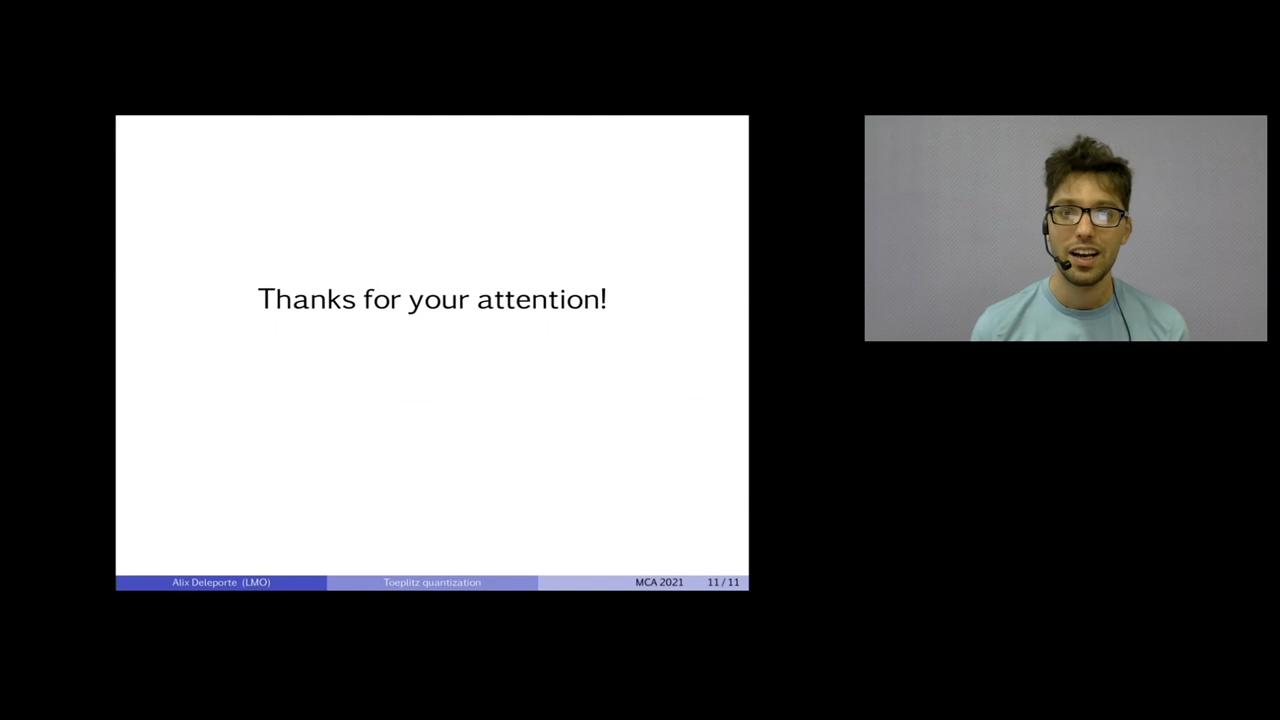 Thanks for your attention!
Alix Deleporte (LMO) Toeplitz quantization MCA 2021 11 / 11